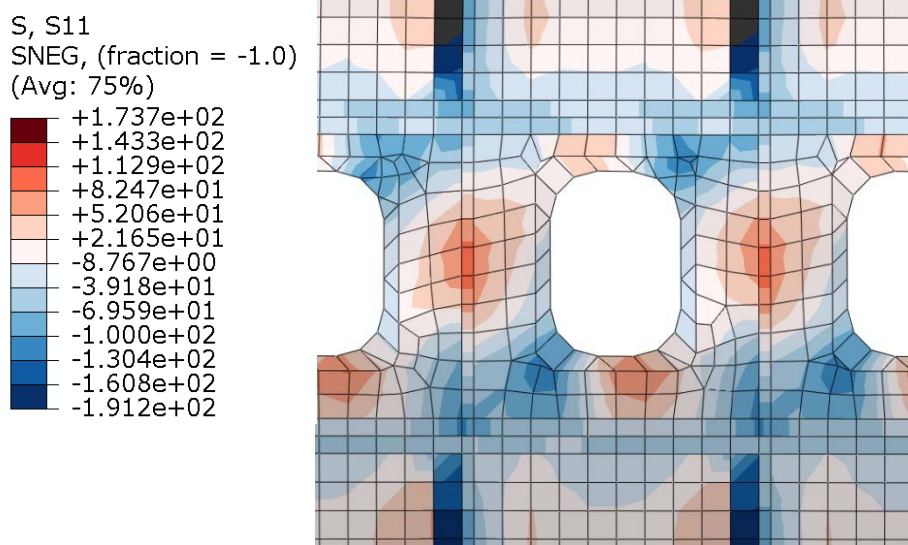 S, S11
SNEG, (fraction = -1.0)
(Avg: 75%)
+1.737e+02
+1.433e+02
+1.129e+02
+8.247e+01
+5.206e+01
+2.165e+01
-8.767e+00
-3.918e+01
-6.959e+01
-1.000e+02
-1.304e+02
-1.608e+02
-1.912e+02